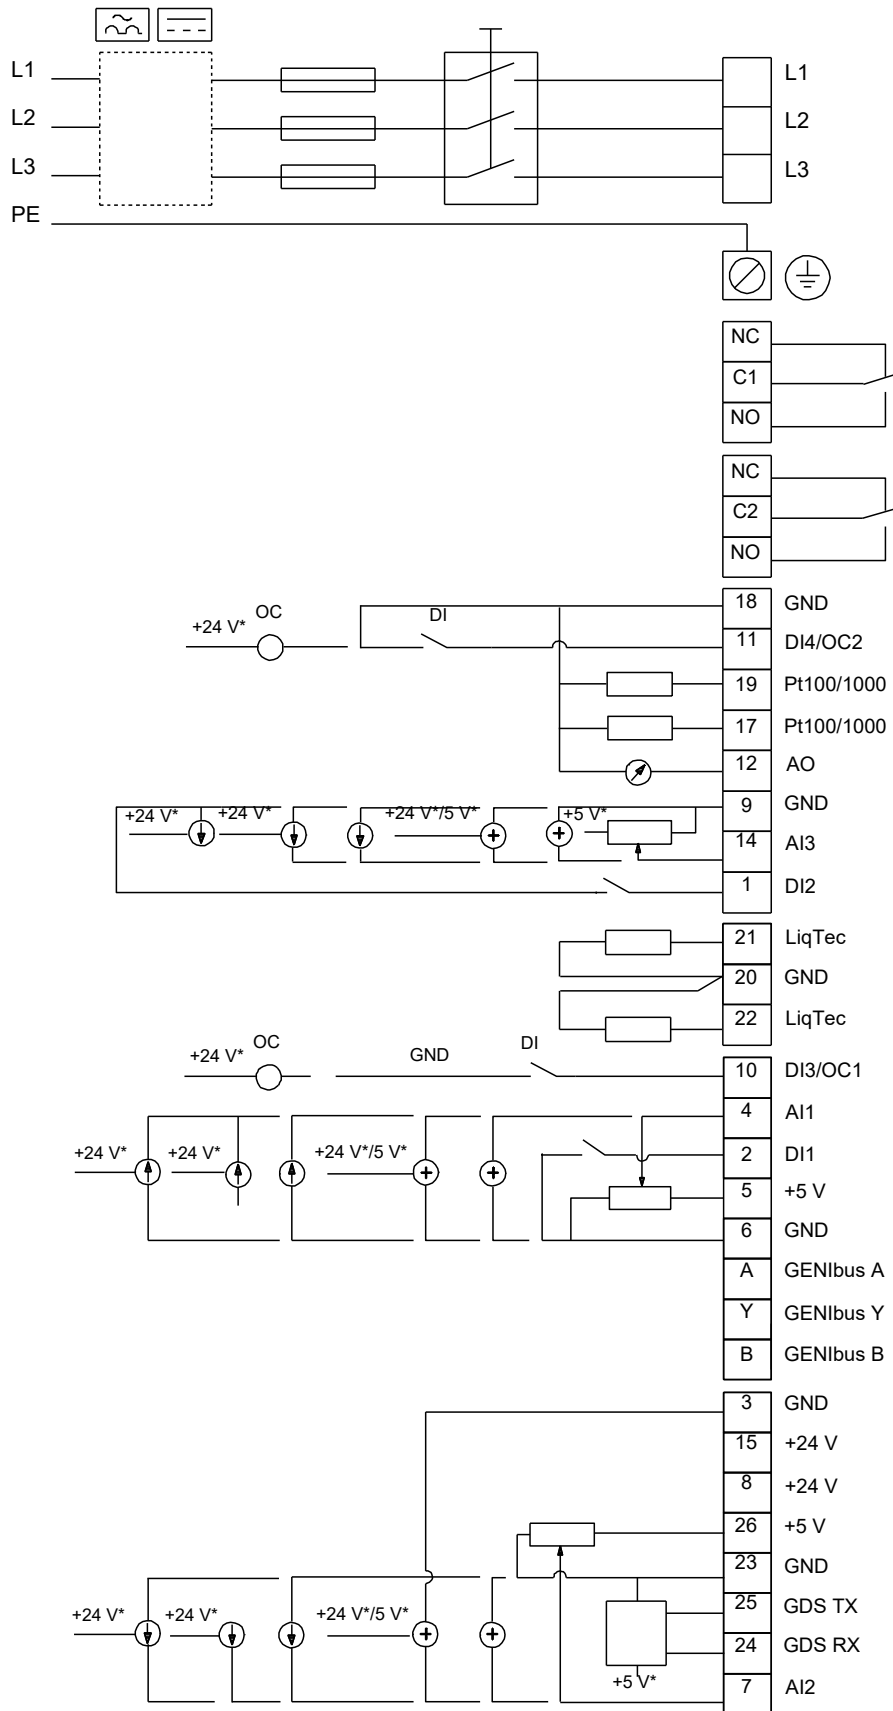 L1 L1
L2 L2
L3 L3
PE
NC
C1
NO
NC
C2
NO
18 GND
+24 V* OC DI 11 DI4/OC2
19 Pt100/1000
17 Pt100/1000
12 AO
9 GND
+24 V* +24 V* +24 V*/5 V* +5 V*
14 AI3
1 DI2
21 LiqTec
20 GND
22 LiqTec
+24 V* OC GND DI 10 DI3/OC1
4 AI1
+24 V* +24 V* +24 V*/5 V* 2 DI1
5 +5 V
6 GND
A GENIbus A
Y GENIbus Y
B GENIbus B
3 GND
15 +24 V
8 +24 V
26 +5 V
23 GND
+24 V* +24 V* +24 V*/5 V* 25 GDS TX
24 GDS RX
+5 V* 7 AI2